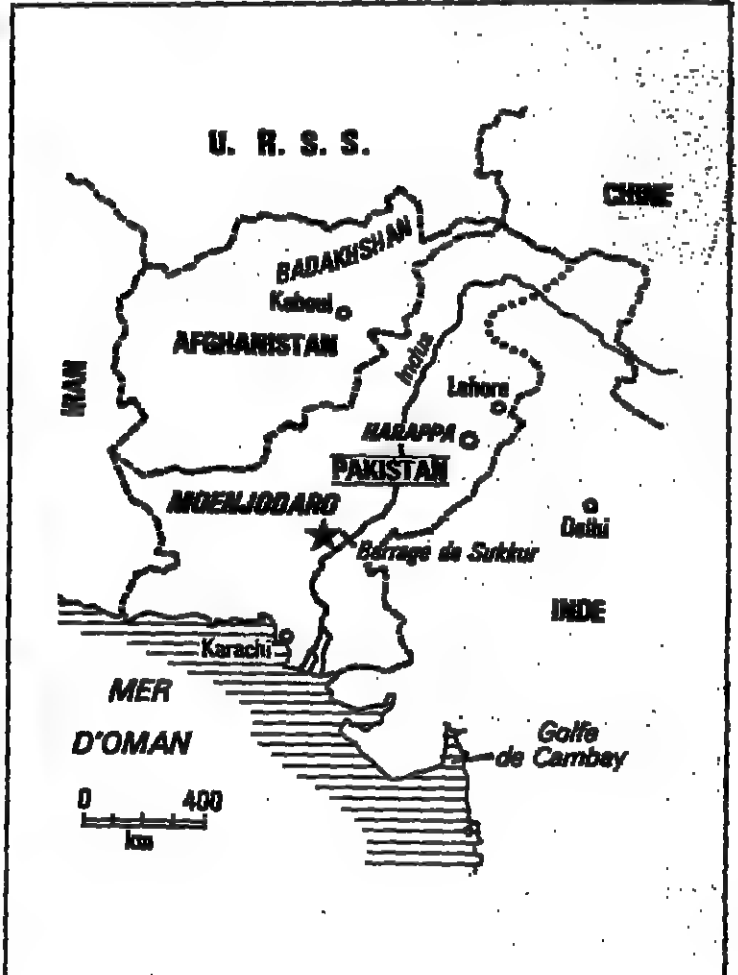 U. R. S. S.
CHINE
BADAKHSHAN
Kaboul
AFGHANISTAN
IRAN
Indus
Lahore
HARAPPA
PAKISTAN
MOENJODARO
Delhi
Barrage de Sukkur
INDE
Karachi
MER
D'OMAN
Golfe
de Cambay
0 400
km